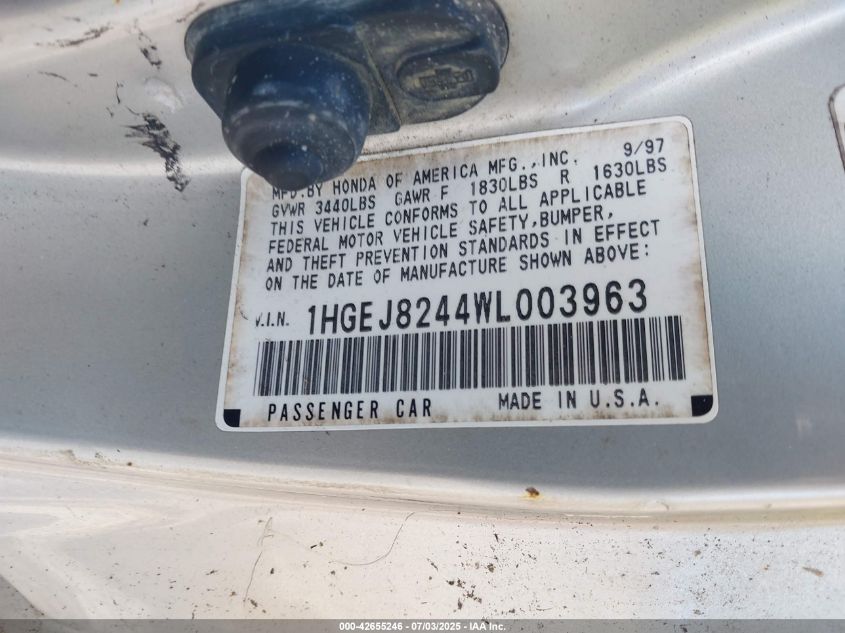 MFD. BY HONDA OF AMERICA MFG., INC. 9/97
GVWR 3440LBS GAWR F 1830LBS R 1630LBS
THIS VEHICLE CONFORMS TO ALL APPLICABLE
FEDERAL MOTOR VEHICLE SAFETY, BUMPER,
AND THEFT PREVENTION STANDARDS IN EFFECT
ON THE DATE OF MANUFACTURE SHOWN ABOVE:
V.I.N. 1HGEJ8244WL003963
PASSENGER CAR MADE IN U.S.A.
000-42655246 - 07/03/2025 - IAA Inc.